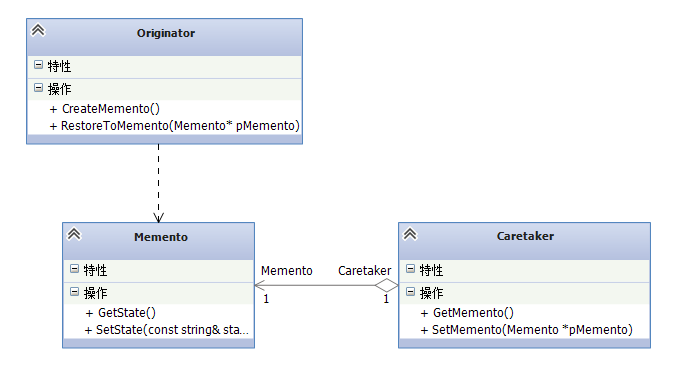 Originator
特性
操作
+ CreateMemento()
+ RestoreToMemento(Memento* pMemento)
Memento
特性
操作
+ GetState()
+ SetState(const string& sta...
Memento
Caretaker
1
1
Caretaker
特性
操作
+ GetMemento()
+ SetMemento(Memento *pMemento)